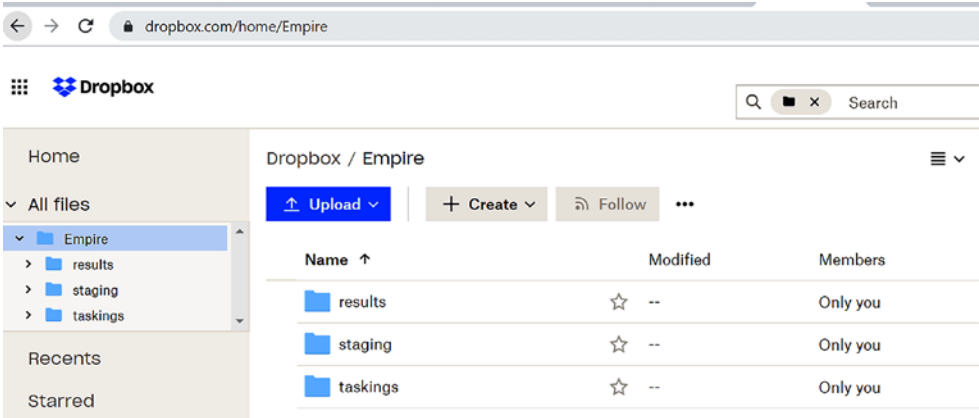 dropbox.com/home/Empire
Dropbox
Search
Home
All files
Empire
results
staging
taskings
Recents
Starred
Dropbox / Empire
Upload
Create
Follow
Name Modified Members
results -- Only you
staging -- Only you
taskings -- Only you